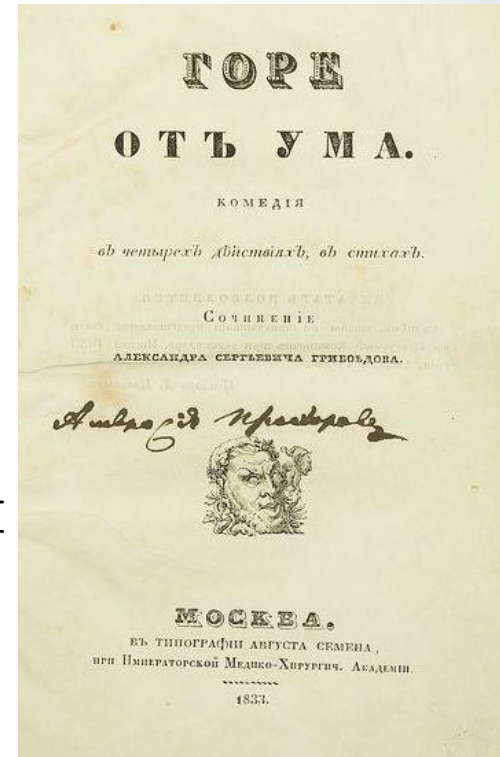 ГОРЕ
ОТЪ УМА.
КОМЕДІЯ
въ четырехъ дѣйствіяхъ, въ стихахъ.
Сочиненіе
АЛЕКСАНДРА СЕРГѢЕВИЧА ГРИБОѢДОВА.
МОСКВА.
ВЪ ТИПОГРАФІИ АВГУСТА СЕМЕНА,
ПРИ ИМПЕРАТОРСКОЙ МЕДИКО-ХИРУРГИЧ. АКАДЕМІИ.
1833.